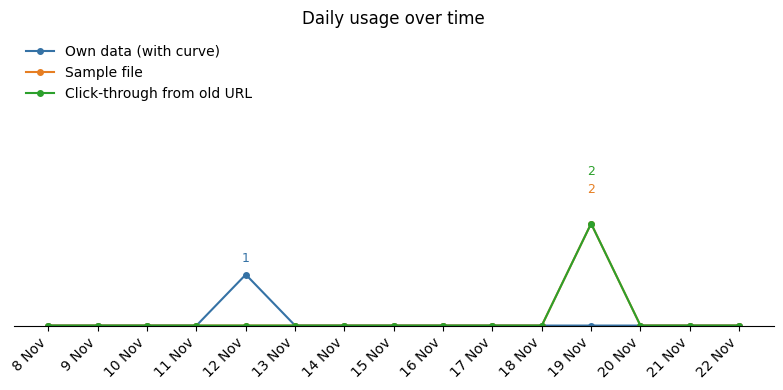 Daily usage over time
Own data (with curve)
Sample file
Click-through from old URL
2
2
1
8 Nov
9 Nov
10 Nov
11 Nov
12 Nov
13 Nov
14 Nov
15 Nov
16 Nov
17 Nov
18 Nov
19 Nov
20 Nov
21 Nov
22 Nov